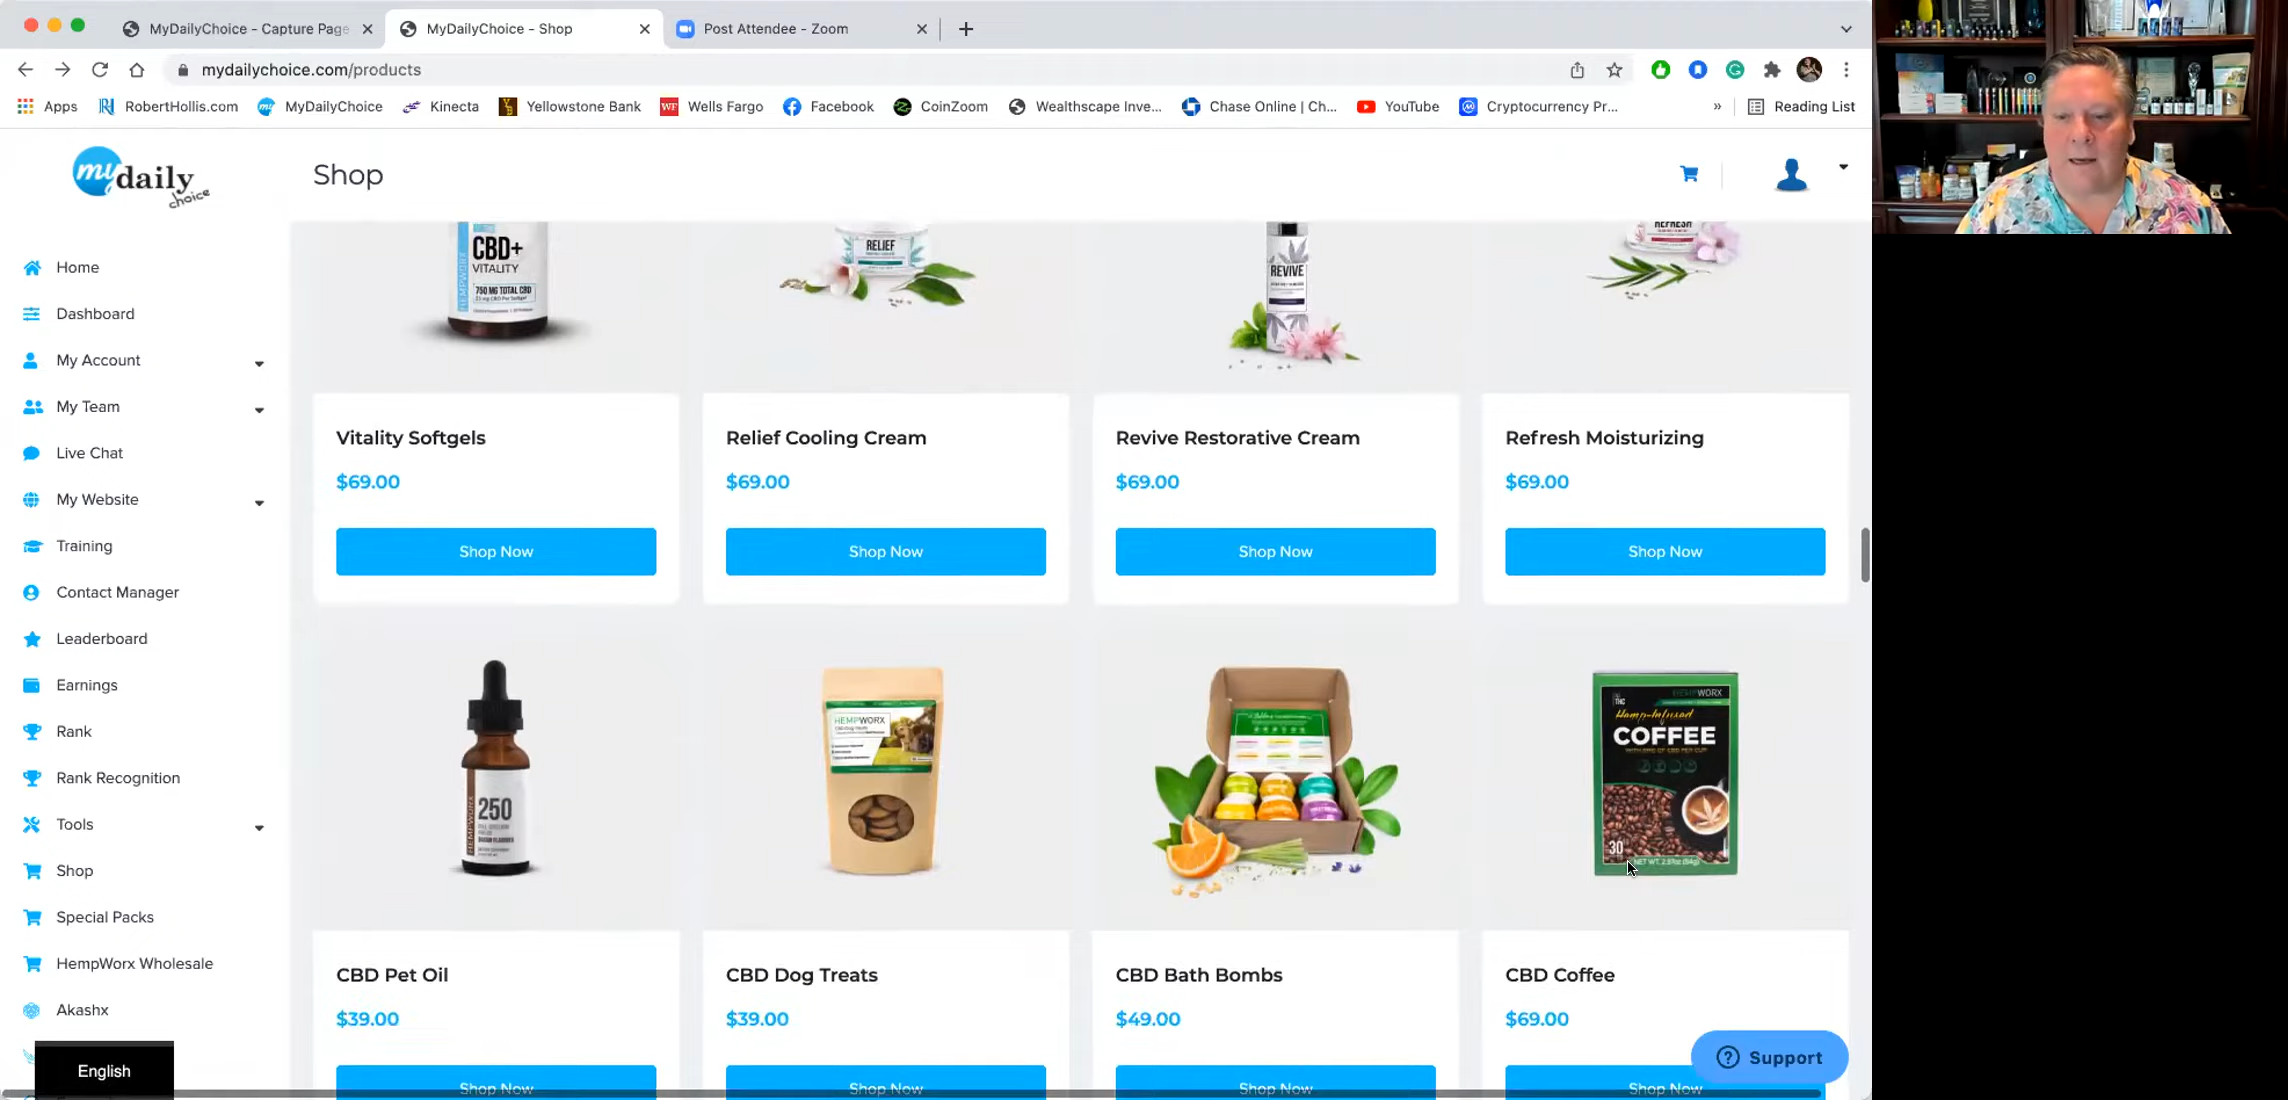 MyDailyChoice - Capture Page
MyDailyChoice - Shop
Post Attendee - Zoom
mydailychoice.com/products
Apps
RobertHollis.com
MyDailyChoice
Kinecta
Yellowstone Bank
Wells Fargo
Facebook
CoinZoom
Wealthscape Inve...
Chase Online | Ch...
YouTube
Cryptocurrency Pr...
»
Reading List
my daily choice
Shop
Home
Dashboard
My Account
My Team
Live Chat
My Website
Training
Contact Manager
Leaderboard
Earnings
Rank
Rank Recognition
Tools
Shop
Special Packs
HempWorx Wholesale
Akashx
English
HEMPWORX
CBD+
VITALITY
750 MG TOTAL CBD
RELIEF
REVIVE
REFRESH
Vitality Softgels
$69.00
Shop Now
Relief Cooling Cream
$69.00
Shop Now
Revive Restorative Cream
$69.00
Shop Now
Refresh Moisturizing
$69.00
Shop Now
HEMPWORX
250
HEMPWORX
HEMPWORX
Hemp-Infused
COFFEE
30
NET WT.
CBD Pet Oil
$39.00
Shop Now
CBD Dog Treats
$39.00
Shop Now
CBD Bath Bombs
$49.00
Shop Now
CBD Coffee
$69.00
Shop Now
Support